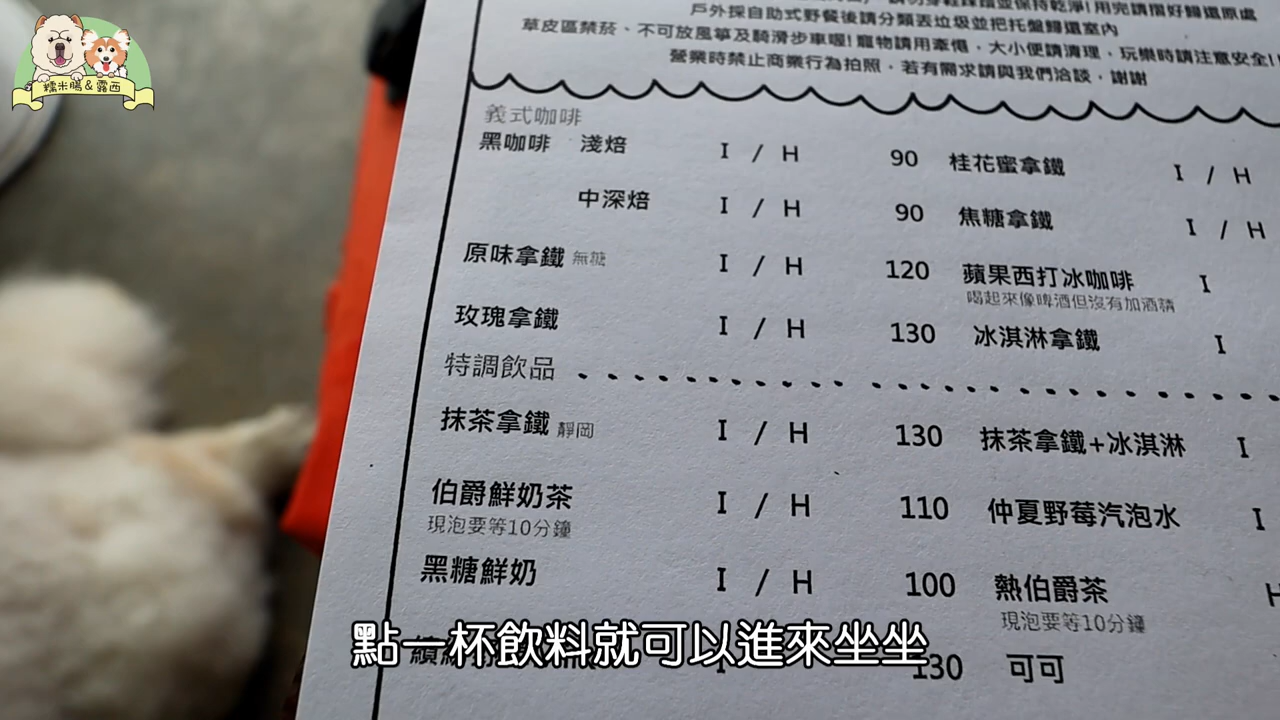 糯米腸&露西
戶外採自助式野餐後請分類丟垃圾並把托盤歸還室內
草皮區禁菸、不可放風箏及騎滑步車喔!寵物請用牽繩,大小便請清理,玩樂時請注意安全!
營業時禁止商業行為拍照,若有需求請與我們洽談,謝謝
義式咖啡
黑咖啡 淺焙 I / H 90 桂花蜜拿鐵 I / H
中深焙 I / H 90 焦糖拿鐵 I / H
原味拿鐵 無糖 I / H 120 蘋果西打冰咖啡 I
喝起來像啤酒但沒有加酒精
玫瑰拿鐵 I / H 130 冰淇淋拿鐵 I
特調飲品
抹茶拿鐵 靜岡 I / H 130 抹茶拿鐵+冰淇淋 I
伯爵鮮奶茶 I / H 110 仲夏野莓汽泡水 I
現泡要等10分鐘
黑糖鮮奶 I / H 100 熱伯爵茶 H
現泡要等10分鐘
130 可可
點一杯飲料就可以進來坐坐